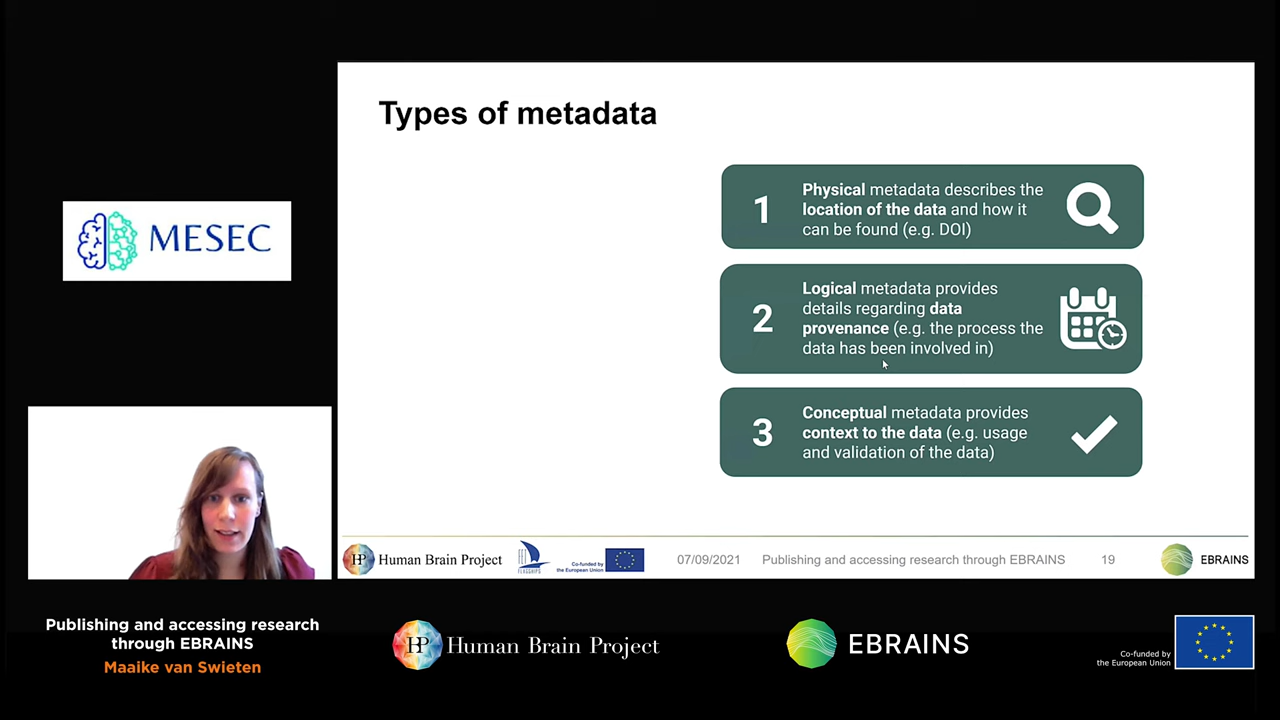 Types of metadata
1
Physical metadata describes the
location of the data and how it
can be found (e.g. DOI)
2
Logical metadata provides
details regarding data
provenance (e.g. the process the
data has been involved in)
3
Conceptual metadata provides
context to the data (e.g. usage
and validation of the data)
MESEC
HP Human Brain Project
FET
FLAGSHIPS
Co-funded by
the European Union
07/09/2021
Publishing and accessing research through EBRAINS
19
EBRAINS
Publishing and accessing research
through EBRAINS
Maaike van Swieten
HP Human Brain Project
EBRAINS
Co-funded by
the European Union